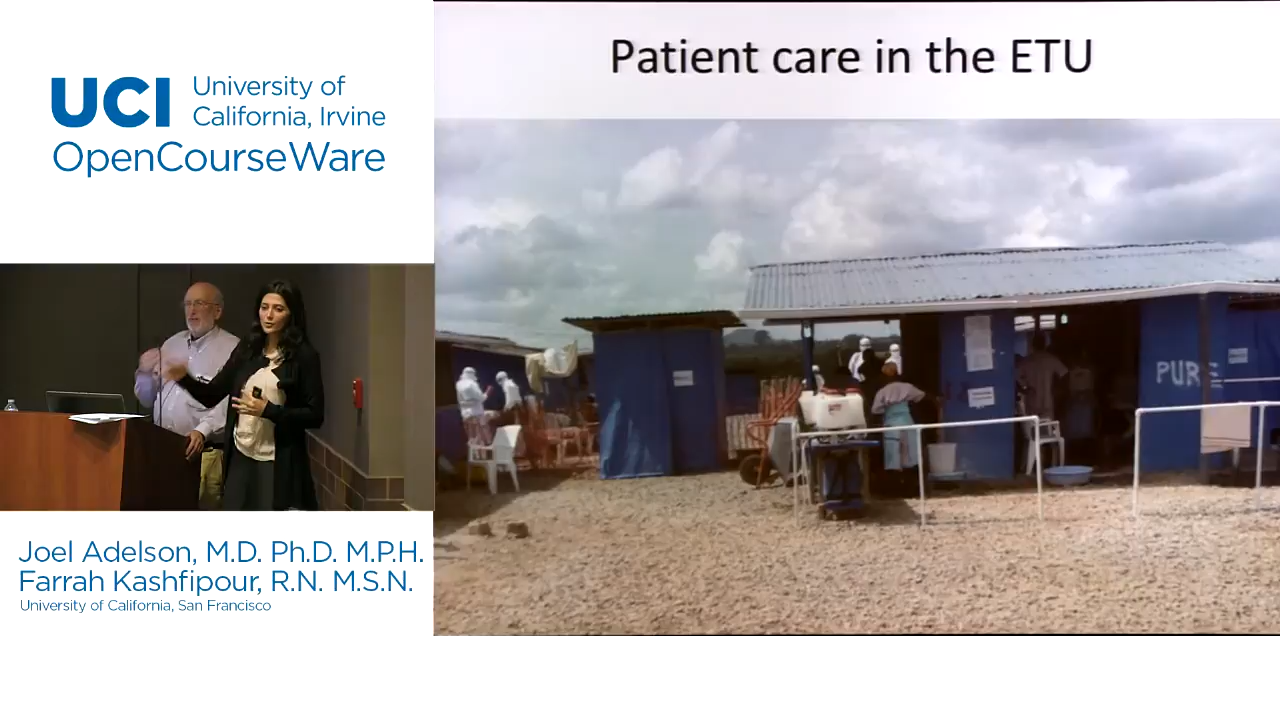 UCI University of
California, Irvine
OpenCourseWare
Patient care in the ETU
PURE
Joel Adelson, M.D. Ph.D. M.P.H.
Farrah Kashfipour, R.N. M.S.N.
University of California, San Francisco